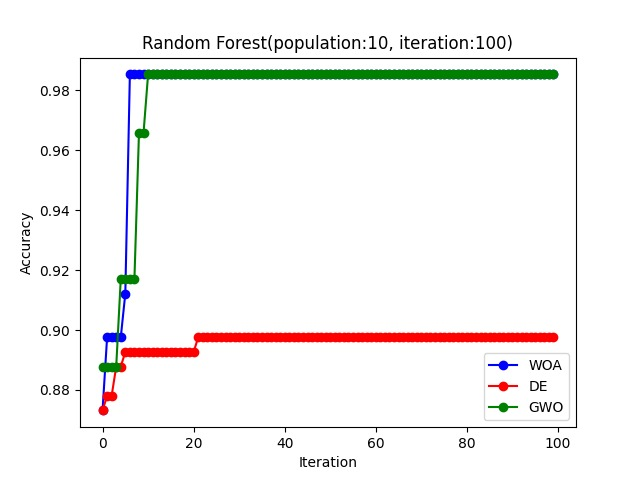 Random Forest(population:10, iteration:100)
Accuracy
0.98
0.96
0.94
0.92
0.90
0.88
0
20
40
60
80
100
Iteration
WOA
DE
GWO